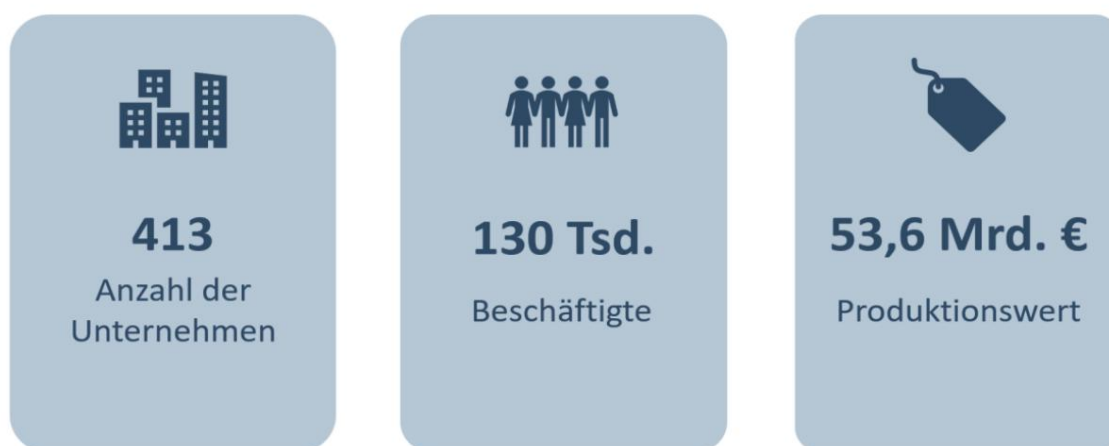 413
Anzahl der
Unternehmen
130 Tsd.
Beschäftigte
53,6 Mrd. €
Produktionswert